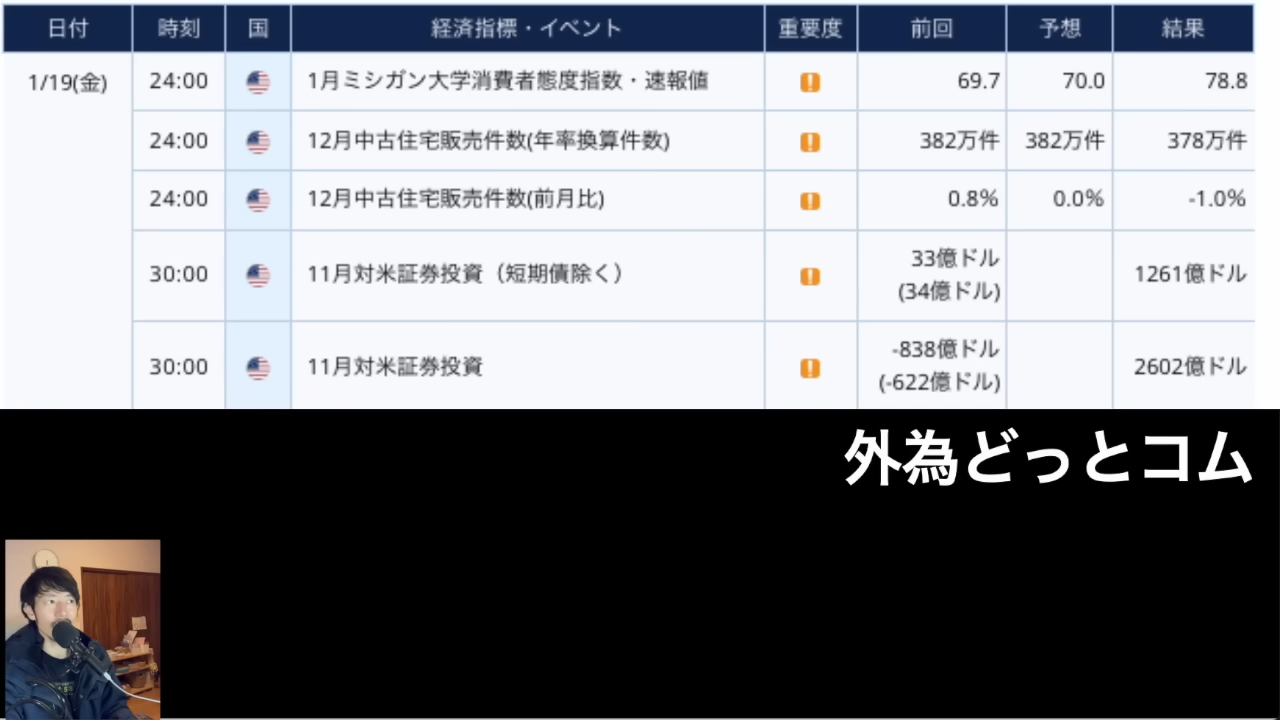 日付 時刻 国 経済指標・イベント 重要度 前回 予想 結果
1/19(金) 24:00 1月ミシガン大学消費者態度指数・速報値 69.7 70.0 78.8
24:00 12月中古住宅販売件数(年率換算件数) 382万件 382万件 378万件
24:00 12月中古住宅販売件数(前月比) 0.8% 0.0% -1.0%
30:00 11月対米証券投資（短期債除く） 33億ドル 1261億ドル
(34億ドル)
30:00 11月対米証券投資 -838億ドル 2602億ドル
(-622億ドル)
外為どっとコム